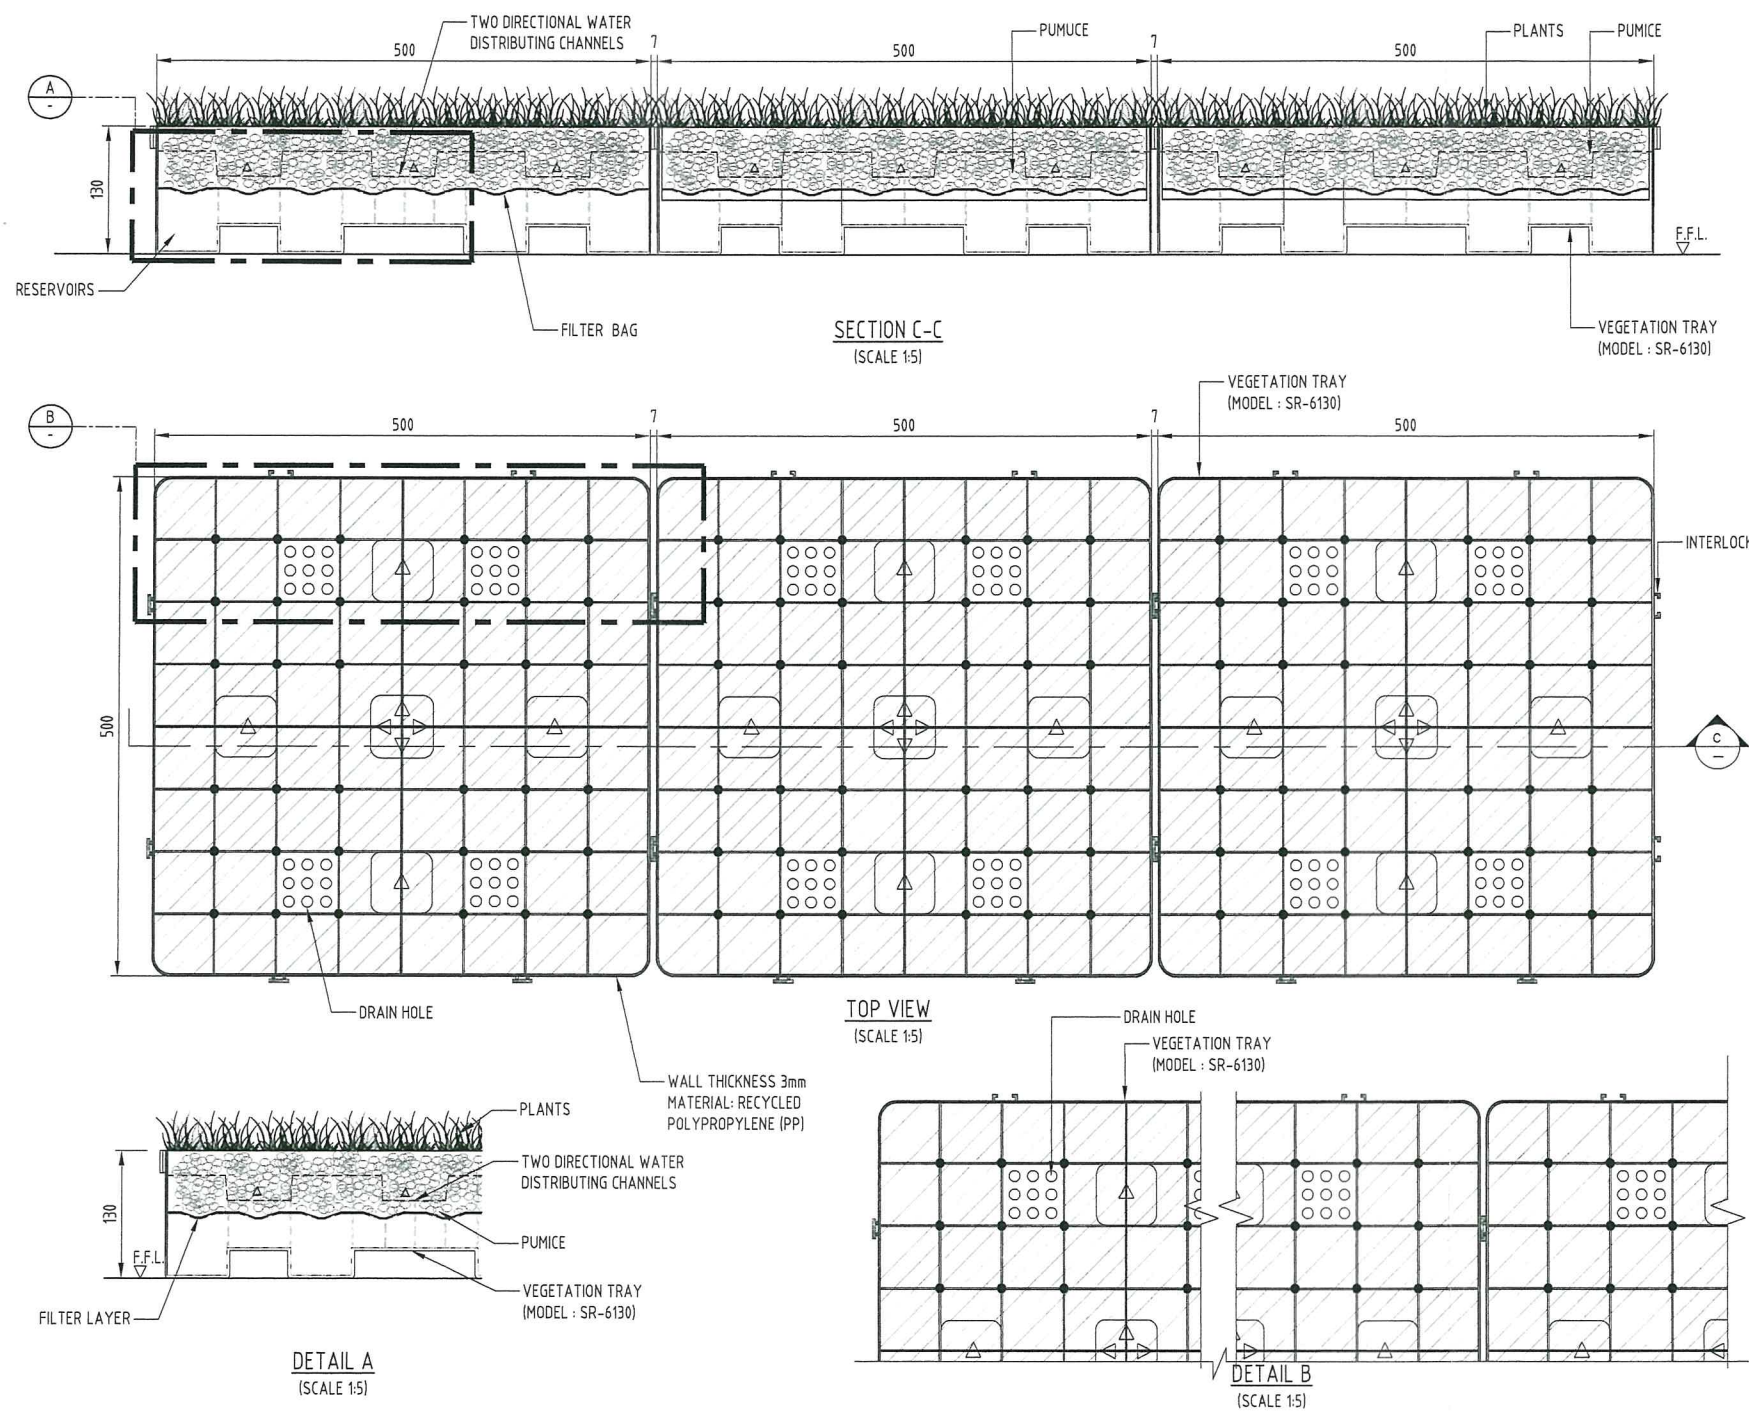 TWO DIRECTIONAL WATER
DISTRIBUTING CHANNELS
500
7
500
PUMUCE
7
500
PLANTS
PUMICE
A
-
130
RESERVOIRS
FILTER BAG
F.F.L.
SECTION C-C
(SCALE 1:5)
VEGETATION TRAY
(MODEL : SR-6130)
VEGETATION TRAY
(MODEL : SR-6130)
B
-
500
7
500
7
500
INTERLOCK
500
C
-
DRAIN HOLE
TOP VIEW
(SCALE 1:5)
WALL THICKNESS 3mm
MATERIAL: RECYCLED
POLYPROPYLENE (PP)
DRAIN HOLE
VEGETATION TRAY
(MODEL : SR-6130)
PLANTS
TWO DIRECTIONAL WATER
DISTRIBUTING CHANNELS
130
PUMICE
F.F.L.
VEGETATION TRAY
(MODEL : SR-6130)
FILTER LAYER
DETAIL A
(SCALE 1:5)
DETAIL B
(SCALE 1:5)